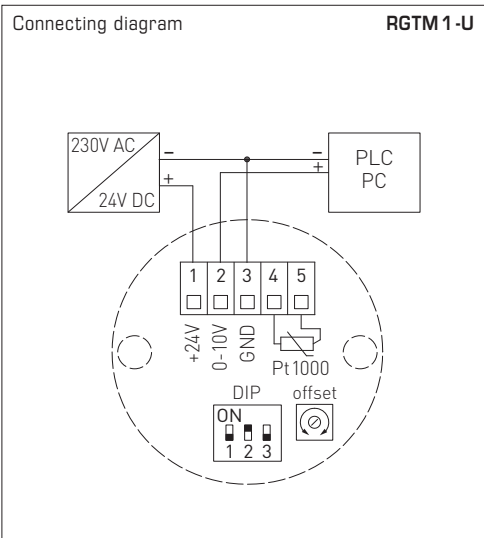 Connecting diagram RGTM 1-U
230V AC
24V DC
–
+
–
+
PLC
PC
1 2 3 4 5
+24V
0-10V
GND
Pt1000
DIP
offset
ON
1 2 3